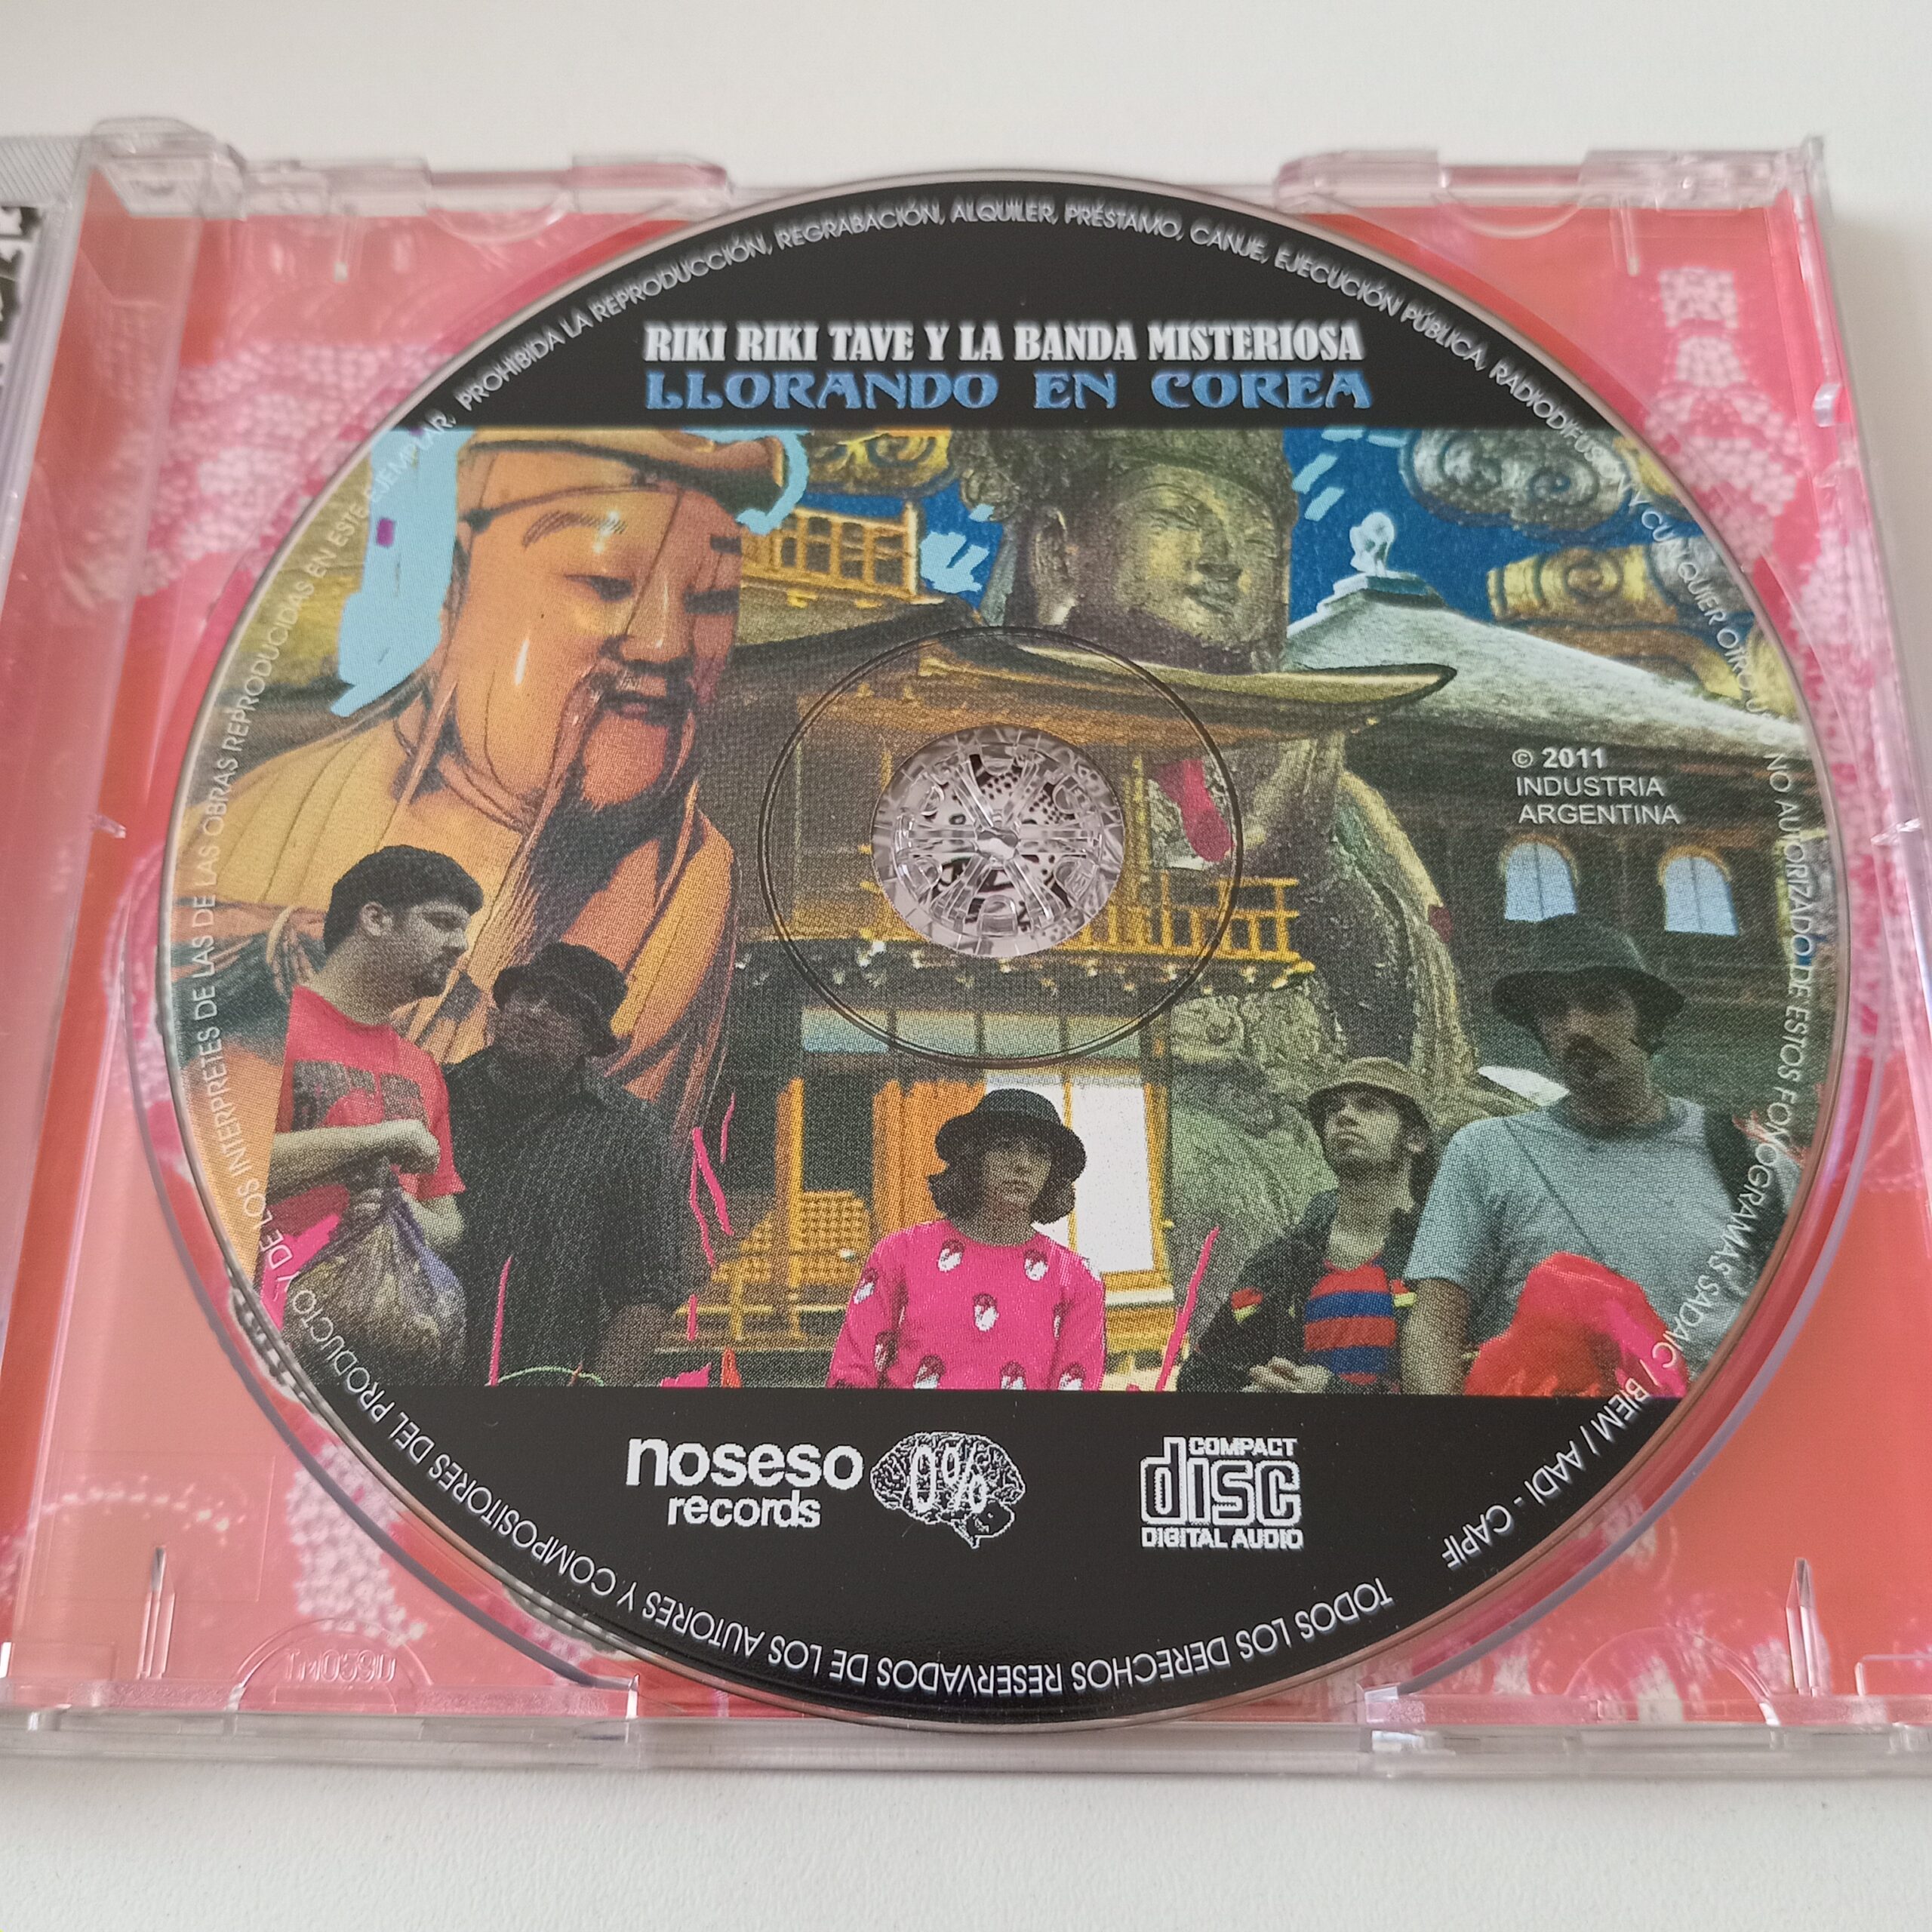 RIKI RIKI TAVE Y LA BANDA MISTERIOSA
LLORANDO EN COREA
© 2011
INDUSTRIA
ARGENTINA
noseso
records
0%
COMPACT
disc
DIGITAL AUDIO
TODOS LOS DERECHOS RESERVADOS DE LOS AUTORES Y COMPOSITORES DEL PRODUCTO Y DE LOS INTERPRETES DE LAS DE LAS OBRAS REPRODUCIDAS EN ESTE EJEMPLAR. PROHIBIDA LA REPRODUCCIÓN, REGRABACIÓN, ALQUILER, PRÉSTAMO, CANJE, EJECUCIÓN PÚBLICA, RADIODIFUSIÓN Y CUALQUIER OTRO USO NO AUTORIZADO DE ESTOS FONOGRAMAS SADAIC / BIEM / AADI - CAPIF